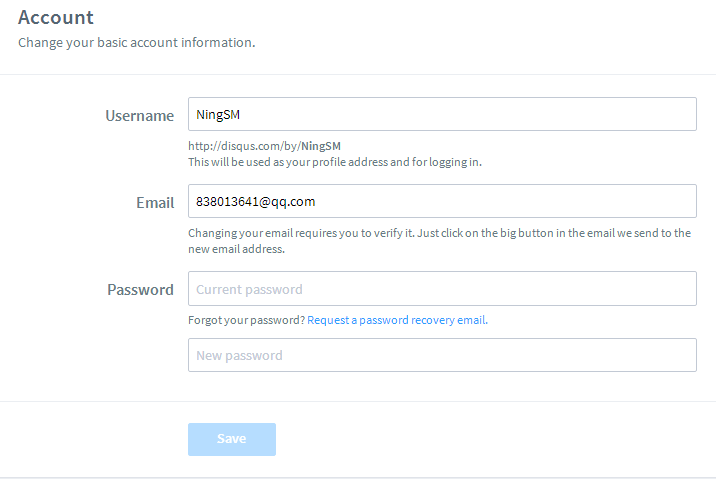 Account
Change your basic account information.
Username
NingSM
http://disqus.com/by/NingSM
This will be used as your profile address and for logging in.
Email
838013641@qq.com
Changing your email requires you to verify it. Just click on the big button in the email we send to the
new email address.
Password
Current password
Forgot your password? Request a password recovery email.
New password
Save